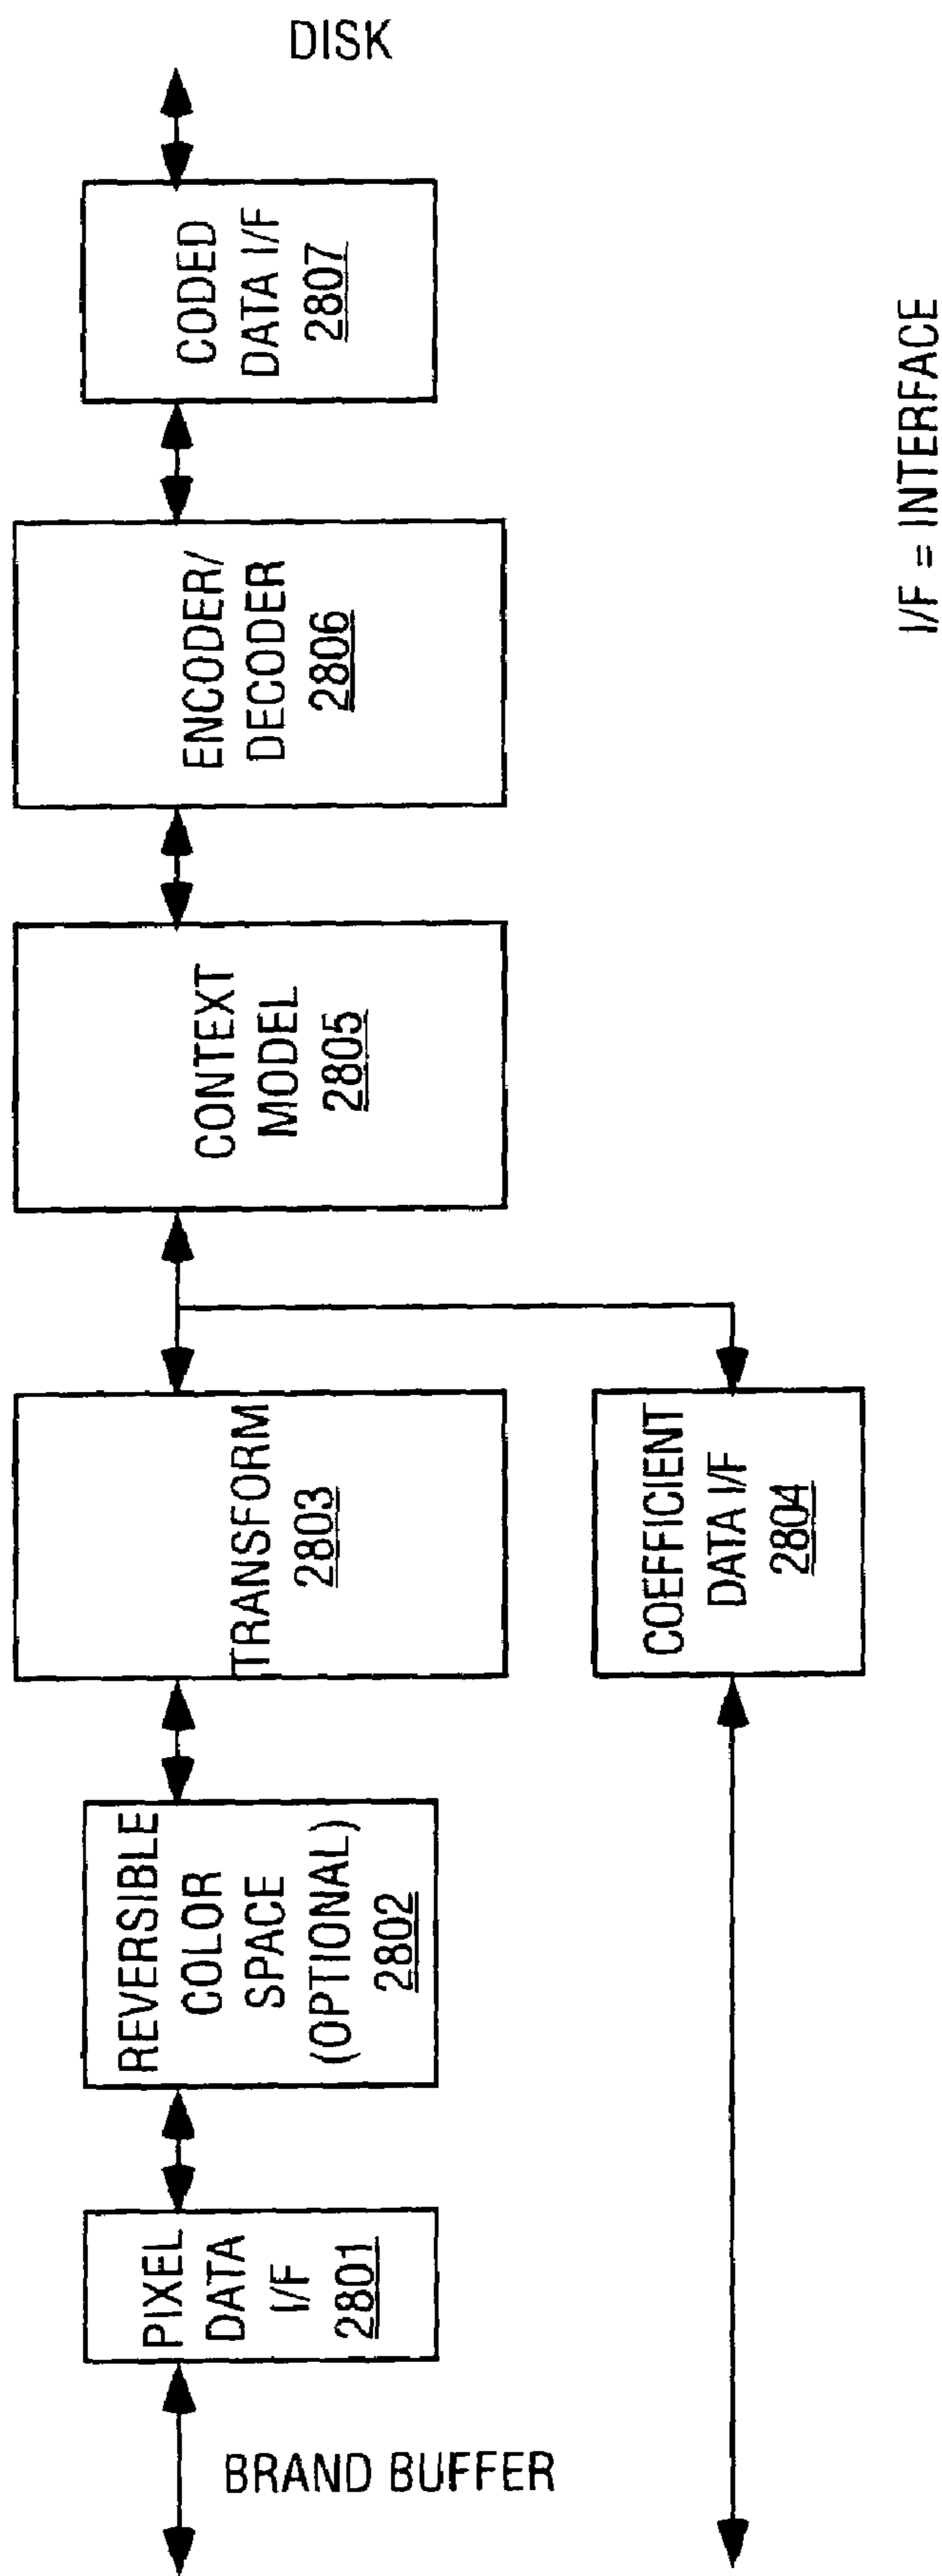 BRAND BUFFER
PIXEL
DATA
I/F
2801
REVERSIBLE
COLOR
SPACE
(OPTIONAL)
2802
TRANSFORM
2803
COEFFICIENT
DATA I/F
2804
CONTEXT
MODEL
2805
ENCODER/
DECODER
2806
CODED
DATA I/F
2807
DISK
I/F = INTERFACE